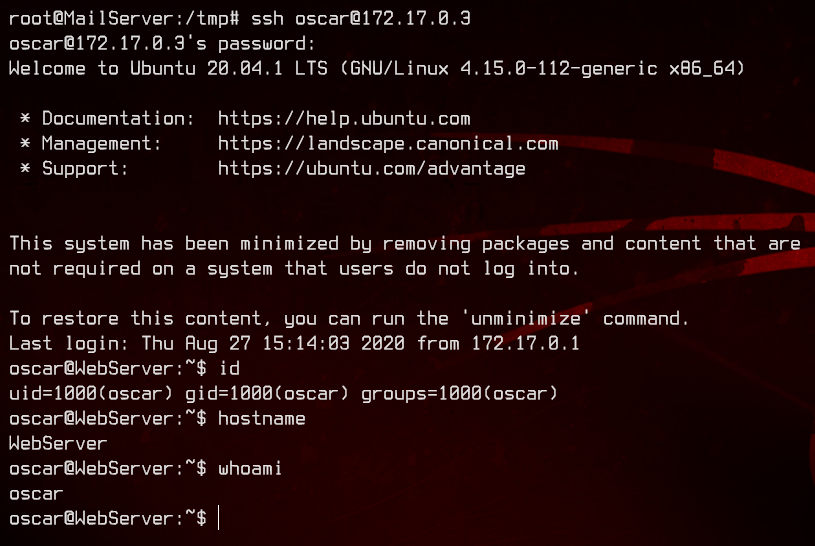 root@MailServer:/tmp# ssh oscar@172.17.0.3
oscar@172.17.0.3's password:
Welcome to Ubuntu 20.04.1 LTS (GNU/Linux 4.15.0-112-generic x86_64)
* Documentation: https://help.ubuntu.com
* Management: https://landscape.canonical.com
* Support: https://ubuntu.com/advantage
This system has been minimized by removing packages and content that are
not required on a system that users do not log into.
To restore this content, you can run the 'unminimize' command.
Last login: Thu Aug 27 15:14:03 2020 from 172.17.0.1
oscar@WebServer:~$ id
uid=1000(oscar) gid=1000(oscar) groups=1000(oscar)
oscar@WebServer:~$ hostname
WebServer
oscar@WebServer:~$ whoami
oscar
oscar@WebServer:~$